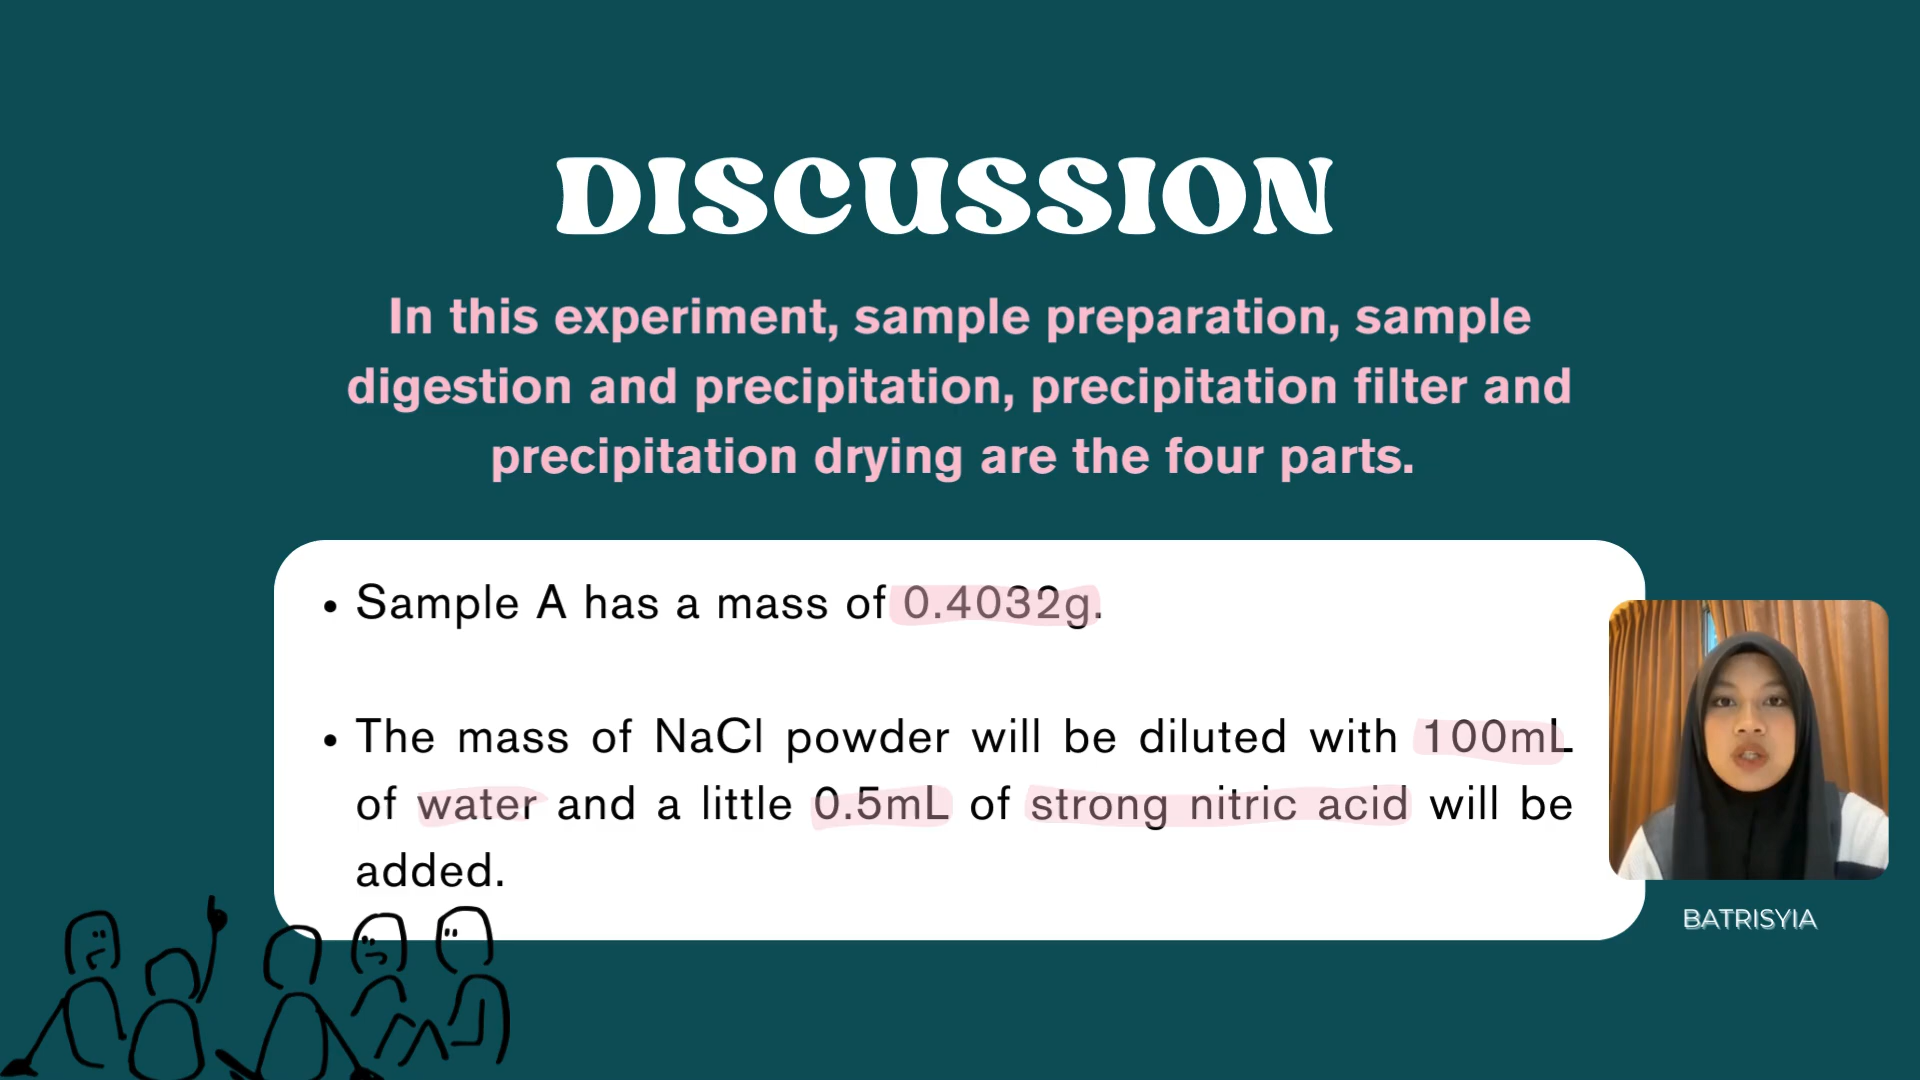 DISCUSSION
In this experiment, sample preparation, sample
digestion and precipitation, precipitation filter and
precipitation drying are the four parts.
• Sample A has a mass of 0.4032g.
• The mass of NaCl powder will be diluted with 100mL
of water and a little 0.5mL of strong nitric acid will be
added.
BATRISYIA